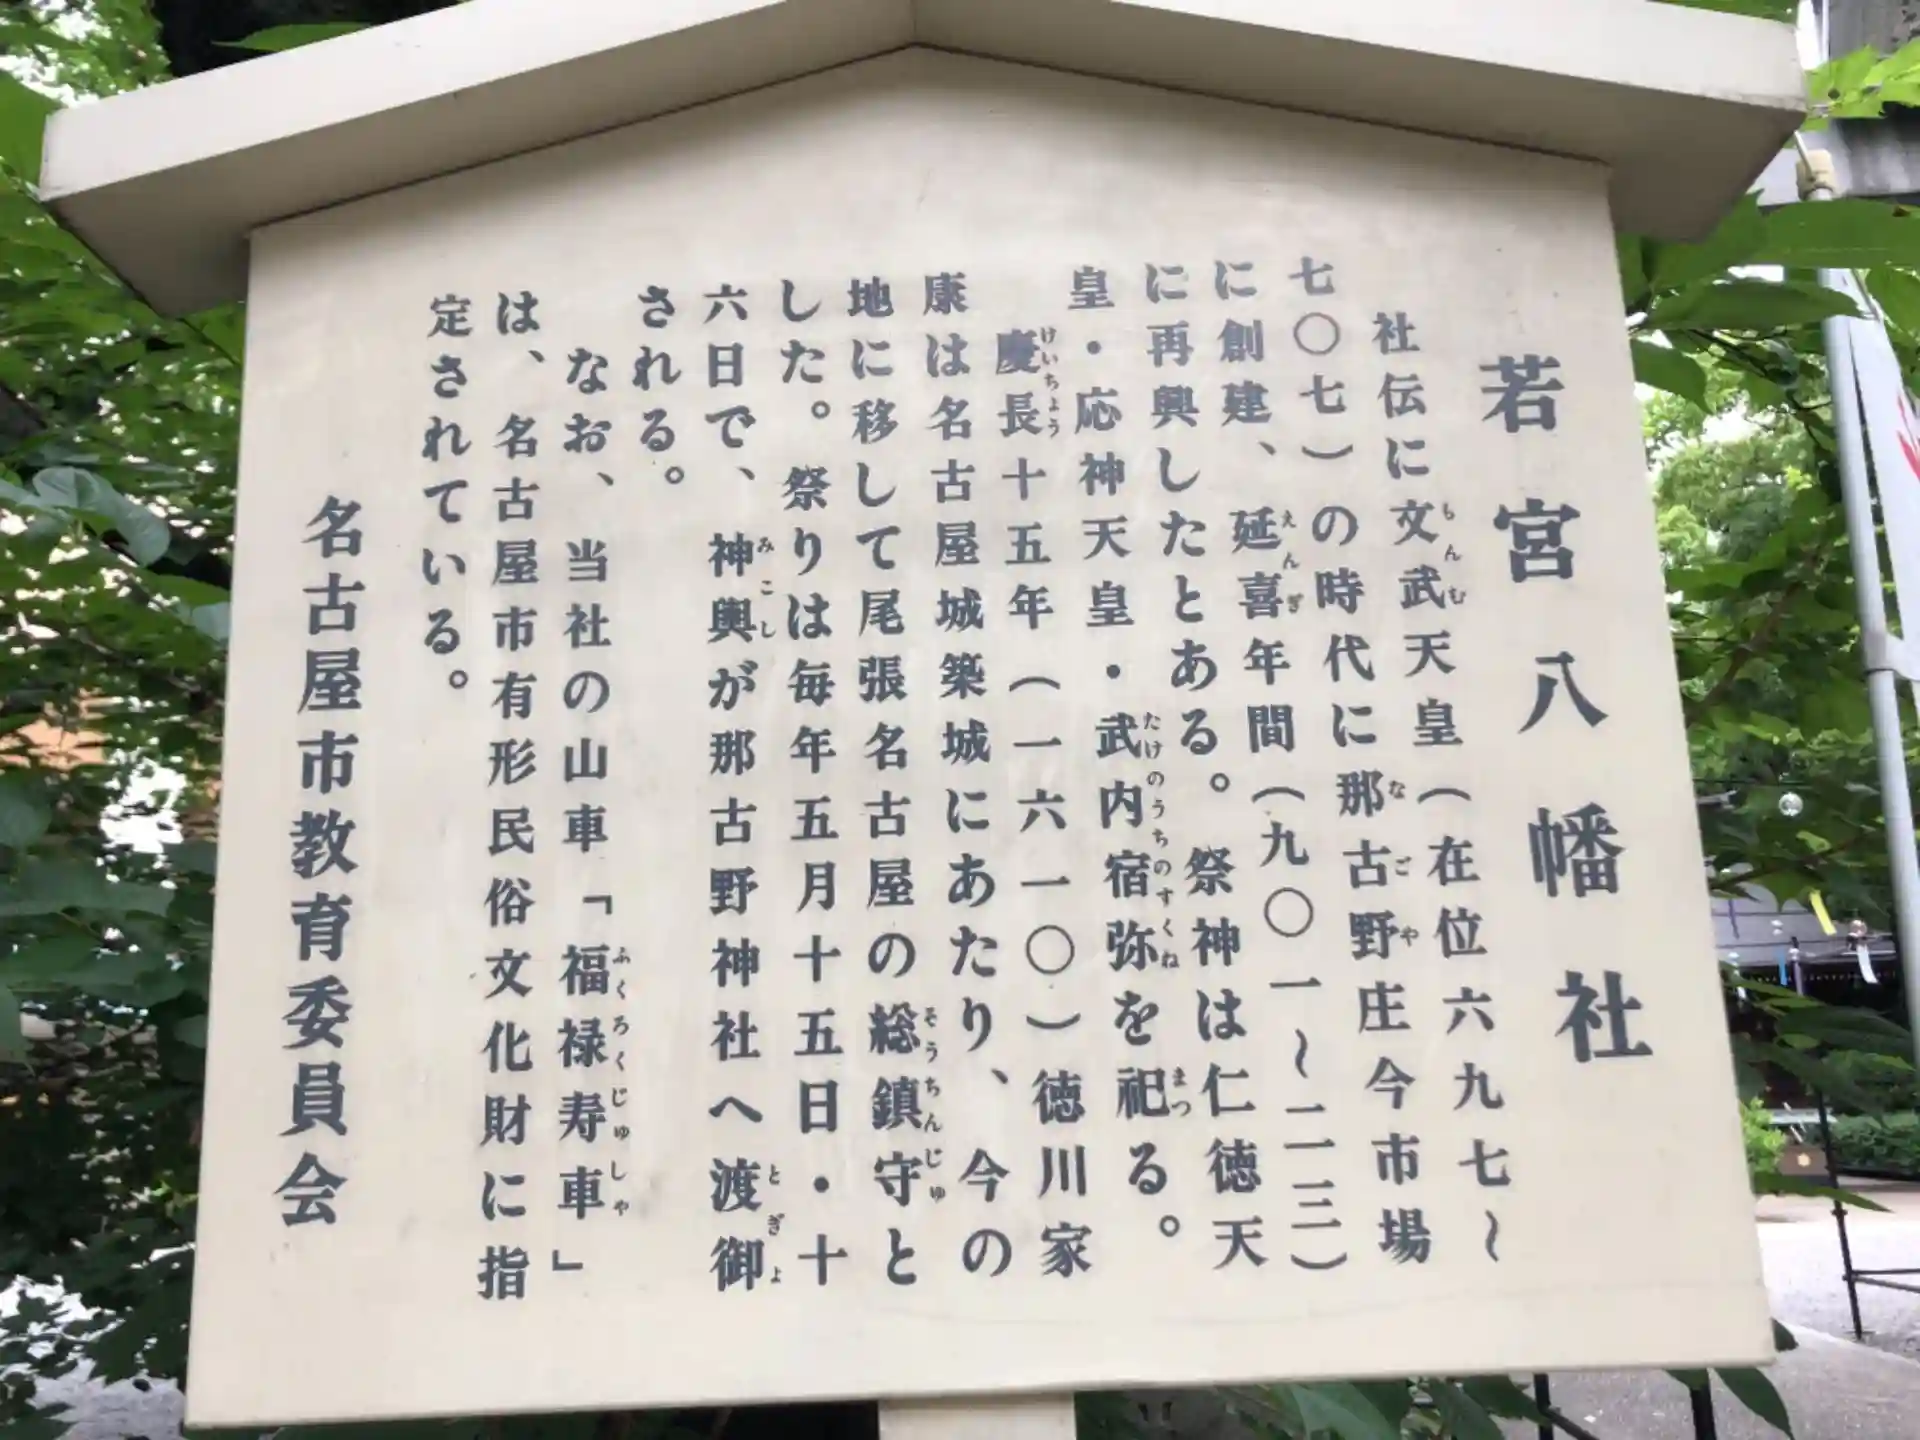 若宮八幡社
社伝に文武天皇（在位六九七～
七〇七）の時代に那古野庄今市場
に創建、延喜年間（九〇一～二二三）
に再興したとある。祭神は仁徳天
皇・応神天皇・武内宿弥を祀る。
慶長十五年（一六一〇）徳川家
康は名古屋城築城にあたり、今の
地に移して尾張名古屋の総鎮守と
した。祭りは毎年五月十五日・十
六日で、神輿が那古野神社へ渡御
される。
なお、当社の山車「福禄寿車」
は、名古屋市有形民俗文化財に指
定されている。
名古屋市教育委員会